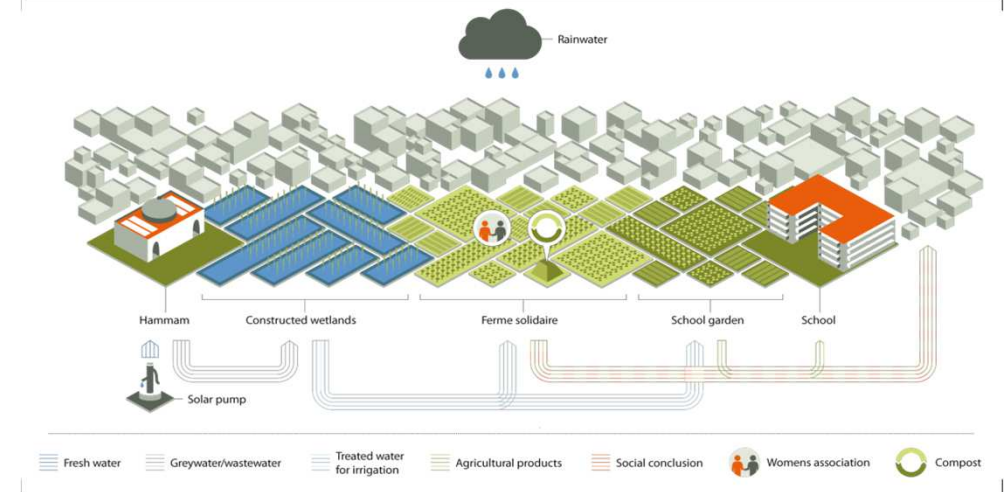 Rainwater
Hammam
Constructed wetlands
Ferme solidaire
School garden
School
Solar pump
Fresh water
Greywater/wastewater
Treated water
for irrigation
Agricultural products
Social conclusion
Womens association
Compost